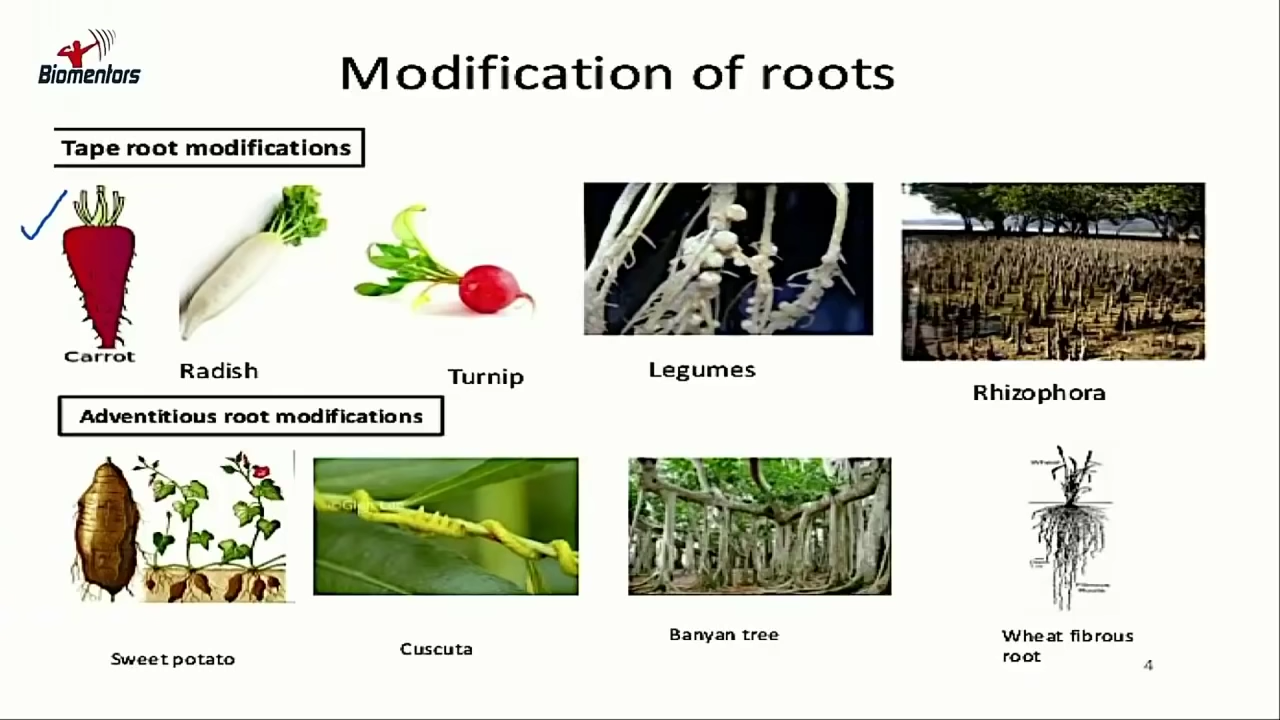 Biomentors
Modification of roots
Tape root modifications
Carrot
Radish
Turnip
Legumes
Rhizophora
Adventitious root modifications
Sweet potato
Cuscuta
Banyan tree
Wheat fibrous
root
4